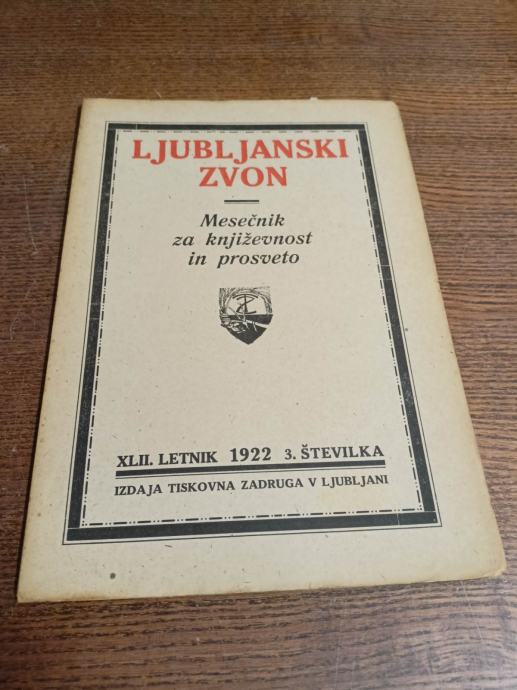 LJUBLJANSKI
ZVON
Mesečnik
za književnost
in prosveto
XLII. LETNIK 1922 3. ŠTEVILKA
IZDAJA TISKOVNA ZADRUGA V LJUBLJANI